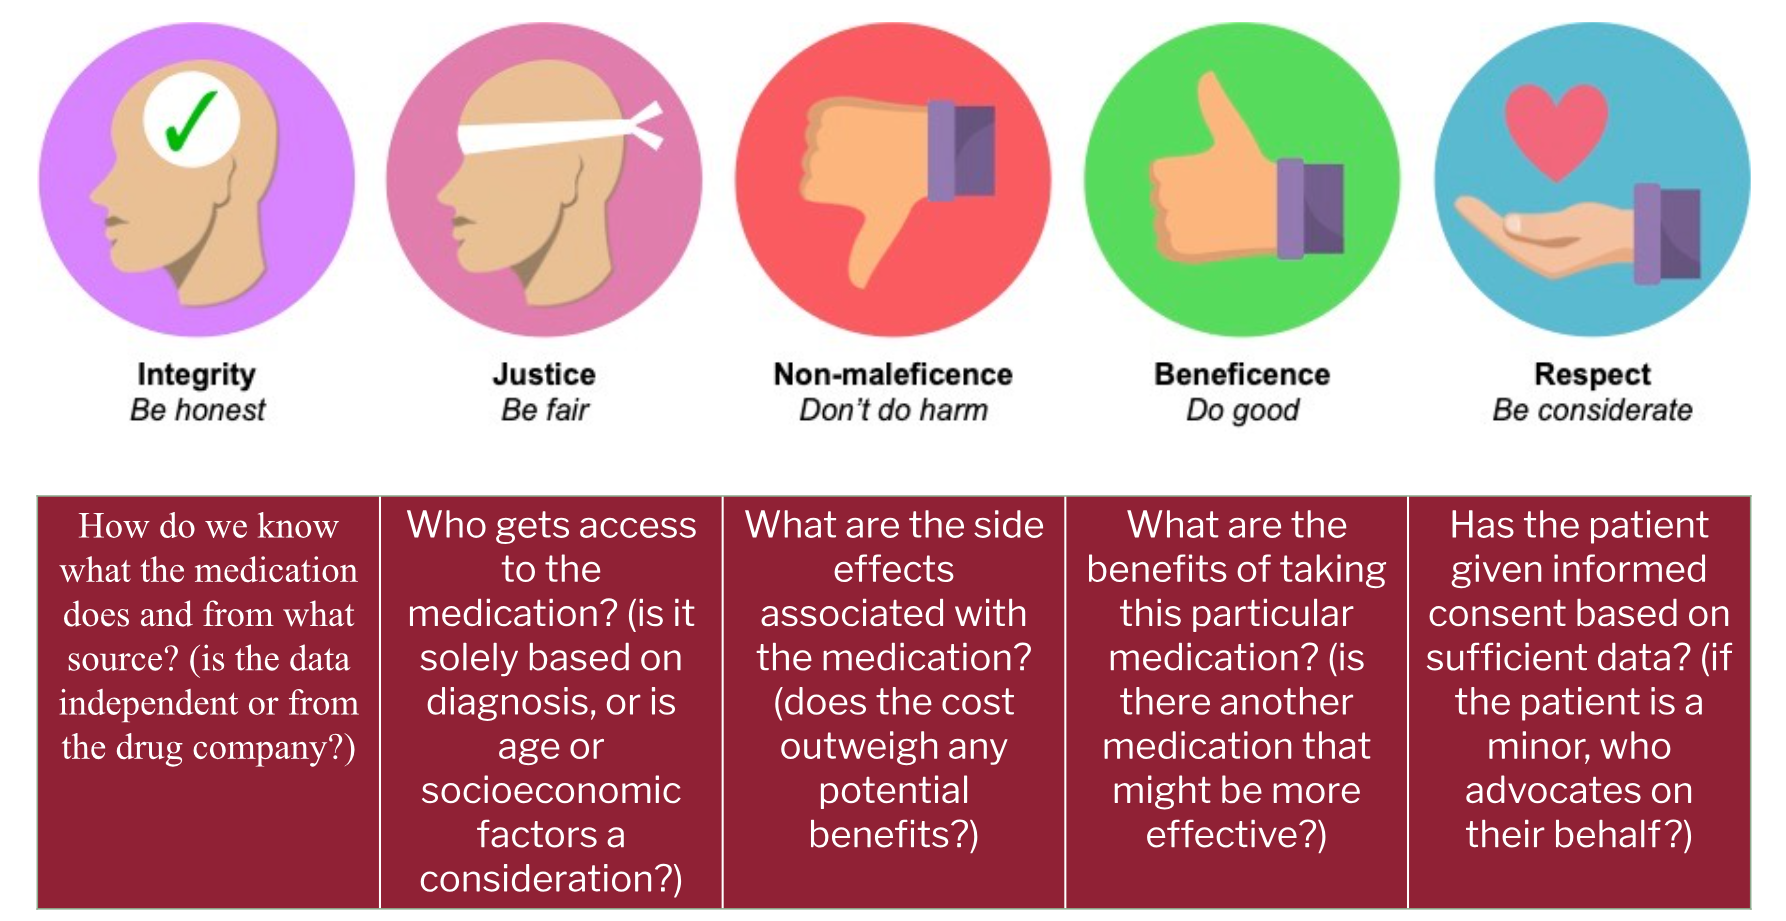 Integrity
Be honest
Justice
Be fair
Non-maleficence
Don't do harm
Beneficence
Do good
Respect
Be considerate
How do we know
what the medication
does and from what
source? (is the data
independent or from
the drug company?)
Who gets access
to the
medication? (is it
solely based on
diagnosis, or is
age or
socioeconomic
factors a
consideration?)
What are the side
effects
associated with
the medication?
(does the cost
outweigh any
potential
benefits?)
What are the
benefits of taking
this particular
medication? (is
there another
medication that
might be more
effective?)
Has the patient
given informed
consent based on
sufficient data? (if
the patient is a
minor, who
advocates on
their behalf?)